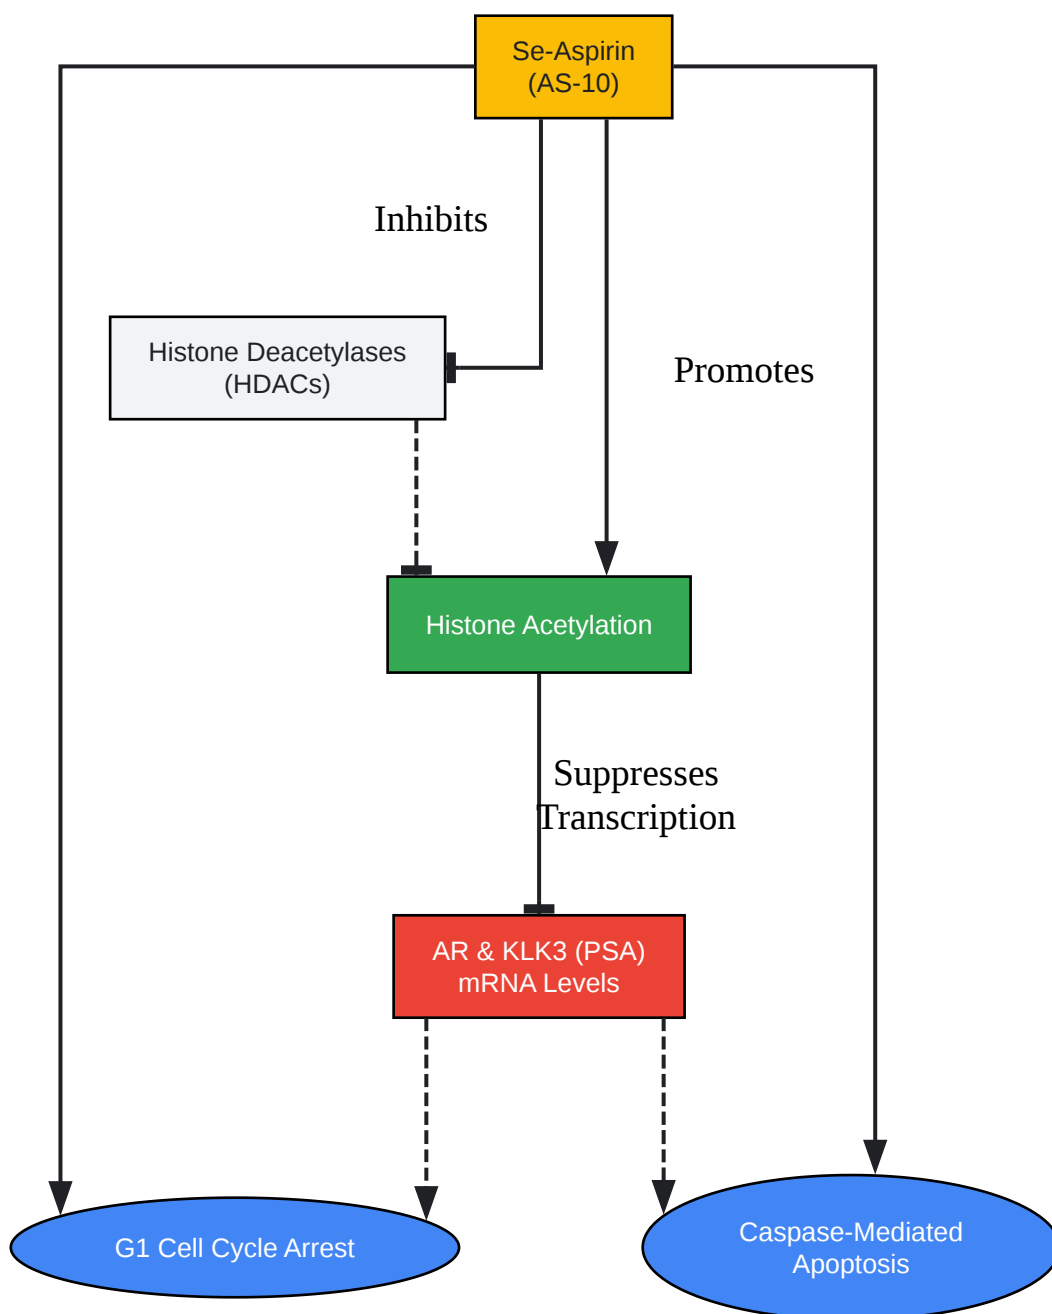 Se-Aspirin
(AS-10)
Inhibits
Histone Deacetylases
(HDACs)
Promotes
Histone Acetylation
Suppresses
Transcription
AR & KLK3 (PSA)
mRNA Levels
G1 Cell Cycle Arrest
Caspase-Mediated
Apoptosis